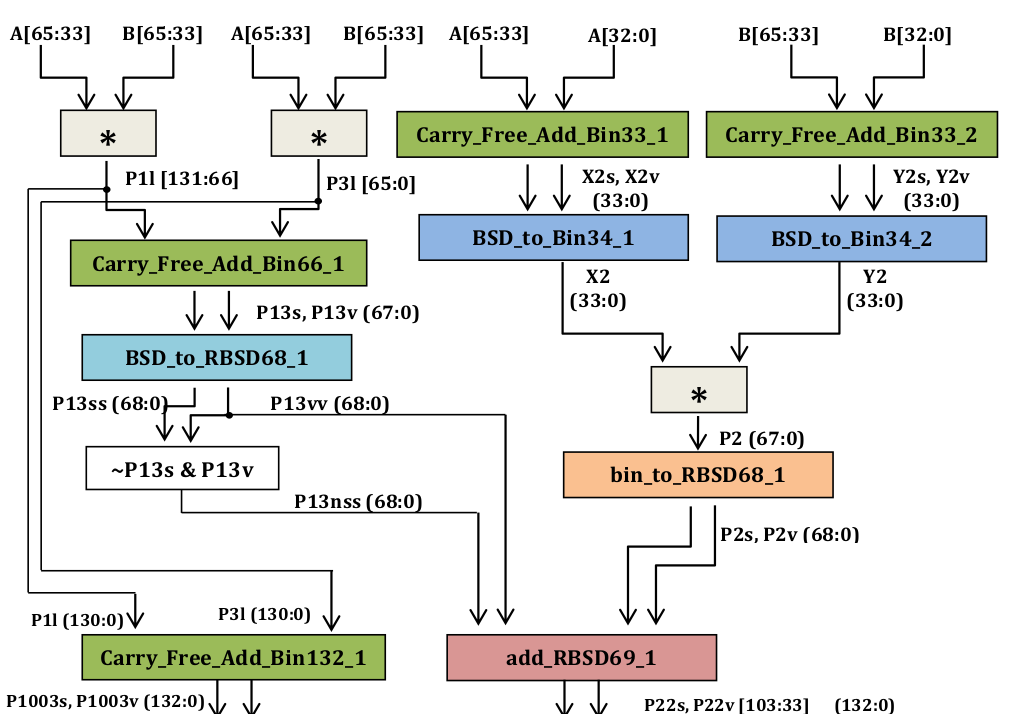 A[65:33] B[65:33] A[65:33] B[65:33] A[65:33] A[32:0] B[65:33] B[32:0]
* * Carry_Free_Add_Bin33_1 Carry_Free_Add_Bin33_2
P1l [131:66] P3l [65:0] X2s, X2v Y2s, Y2v
(33:0) (33:0)
BSD_to_Bin34_1 BSD_to_Bin34_2
Carry_Free_Add_Bin66_1
X2 Y2
(33:0) (33:0)
P13s, P13v (67:0)
BSD_to_RBSD68_1
*
P13ss (68:0) P13vv (68:0)
P2 (67:0)
~P13s & P13v
bin_to_RBSD68_1
P13nss (68:0)
P2s, P2v (68:0)
P1l (130:0) P3l (130:0)
Carry_Free_Add_Bin132_1 add_RBSD69_1
P1003s, P1003v (132:0) P22s, P22v [103:33] (132:0)